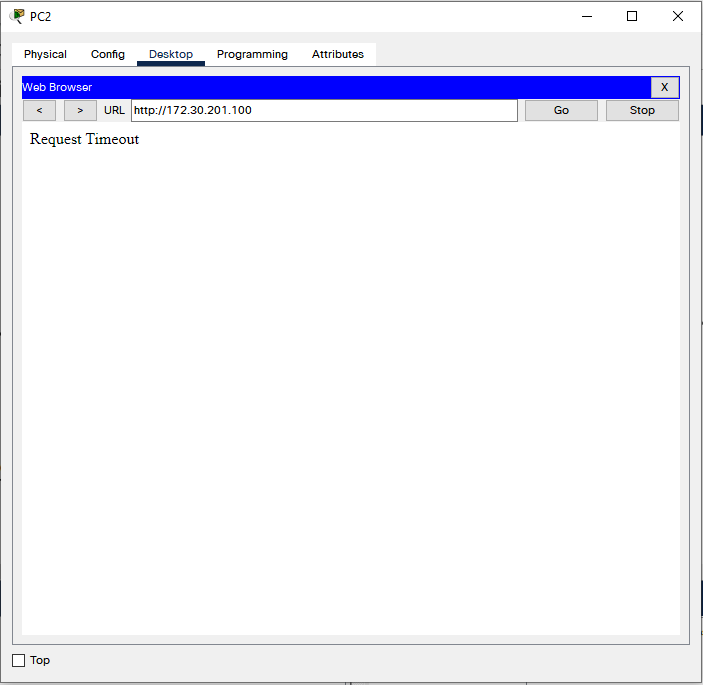 PC2
Physical Config Desktop Programming Attributes
Web Browser X
< > URL http://172.30.201.100 Go Stop
Request Timeout
Top